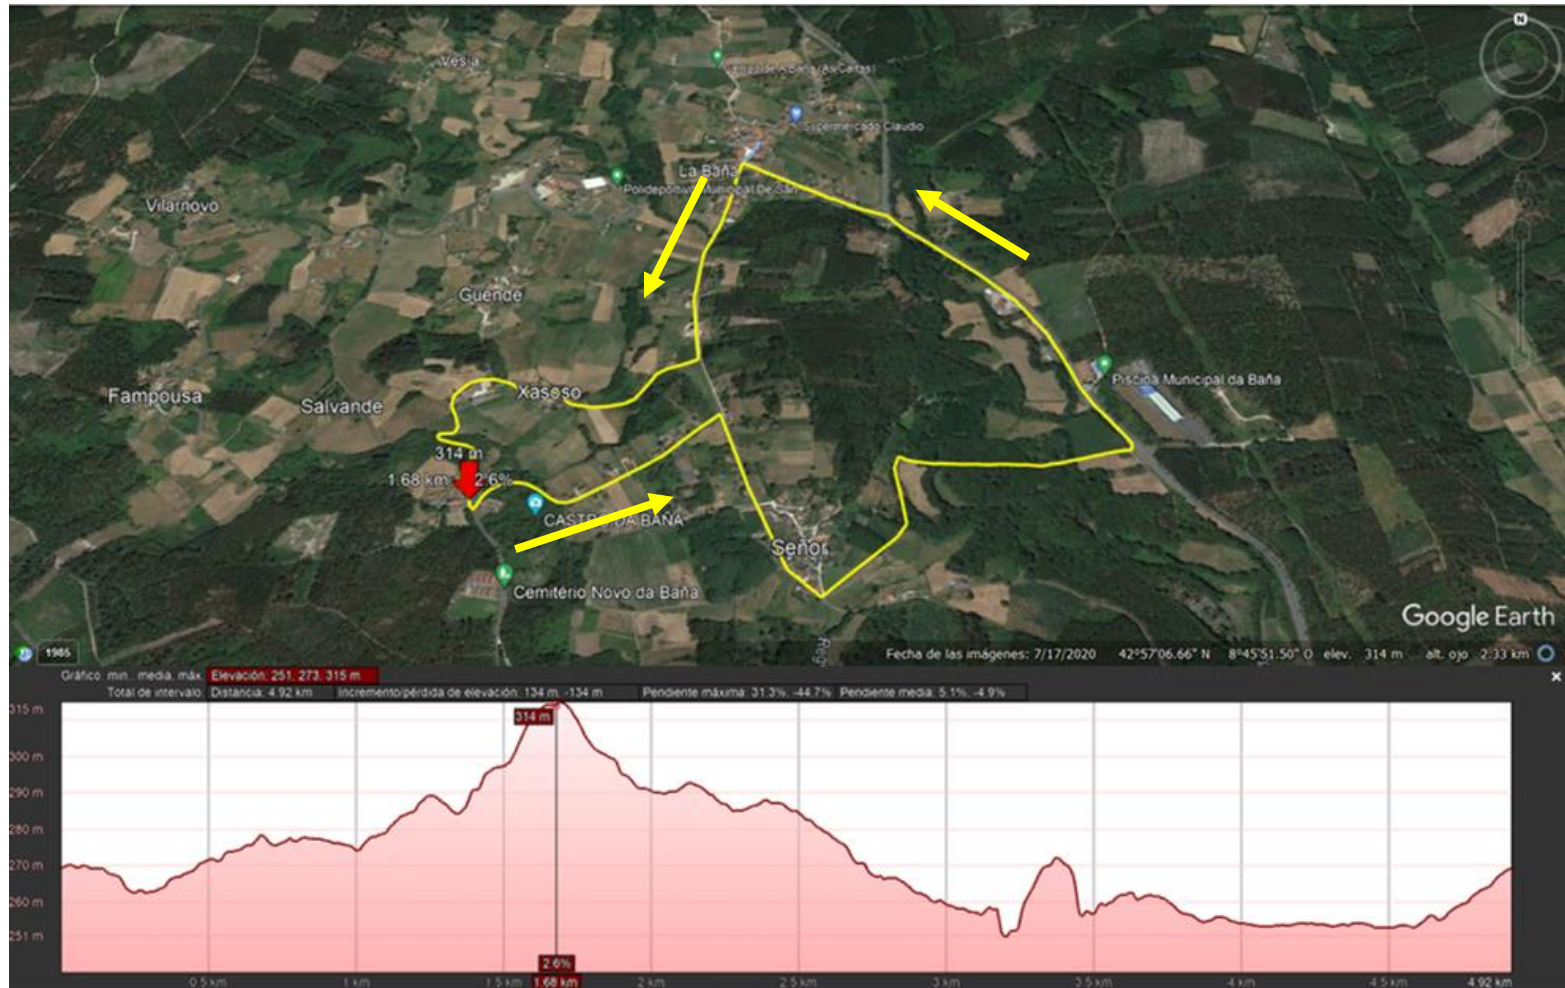 N
Vesia
Supermercado Claudio
La Baña
Polideportivo Municipal De San
Vilarnovo
Guende
Piscina Municipal da Baña
Xasoso
Fampousa
Salvande
314 m
1.68 km
2.6%
CASTRO DA BAÑA
Señor
Cemiterio Novo da Baña
Google Earth
1985
Fecha de las imágenes: 7/17/2020 42°57'06.66" N 8°45'51.50" O elev. 314 m alt. ojo 2.33 km
Gráfico: min., media, máx. Elevación: 251, 273, 315 m
Total de intervalo: Distancia: 4.92 km Incremento/pérdida de elevación: 134 m, -134 m Pendiente máxima: 31.3%, -44.7% Pendiente media: 5.1%, -4.9%
315 m
314 m
300 m
290 m
280 m
270 m
260 m
251 m
2.6%
0.5 km 1 km 1.5 km 1.68 km 2 km 2.5 km 3 km 3.5 km 4 km 4.5 km 4.92 km